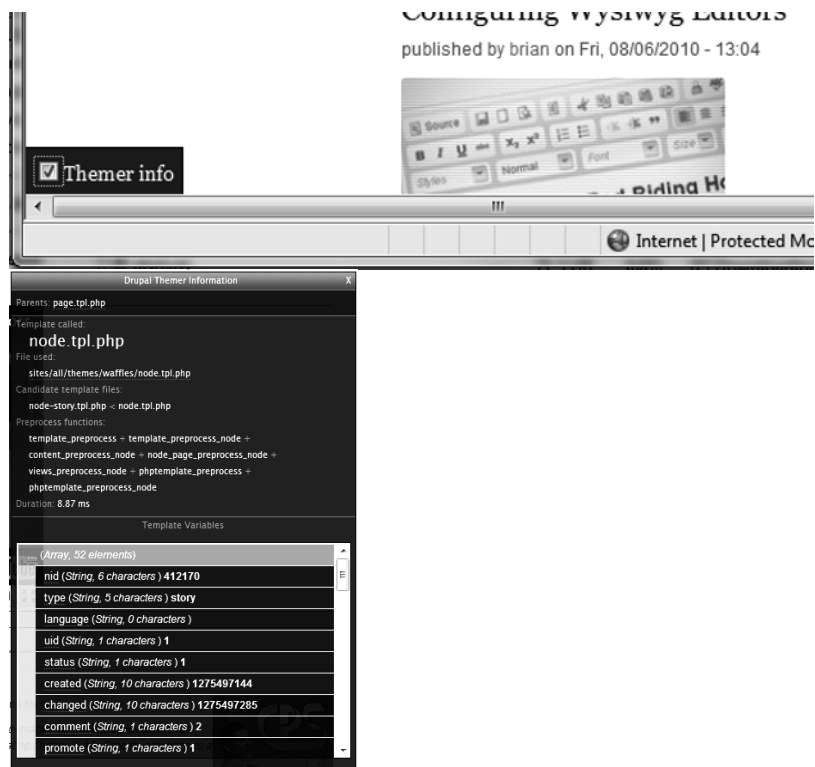 Configuring Wysiwyg Editors
published by brian on Fri, 08/06/2010 - 13:04
Source
B I U abc X₂ X²
Styles Normal Font Size
Riding Ho
Themer info
Internet | Protected Mo
Drupal Themer Information X
Parents: page.tpl.php
Template called:
node.tpl.php
File used:
sites/all/themes/waffles/node.tpl.php
Candidate template files:
node-story.tpl.php < node.tpl.php
Preprocess functions:
template_preprocess + template_preprocess_node +
content_preprocess_node + node_page_preprocess_node +
views_preprocess_node + phptemplate_preprocess +
phptemplate_preprocess_node
Duration: 8.87 ms
Template Variables
... (Array, 52 elements)
nid (String, 6 characters ) 412170
type (String, 5 characters ) story
language (String, 0 characters )
uid (String, 1 characters ) 1
status (String, 1 characters ) 1
created (String, 10 characters ) 1275497144
changed (String, 10 characters ) 1275497285
comment (String, 1 characters ) 2
promote (String, 1 characters ) 1